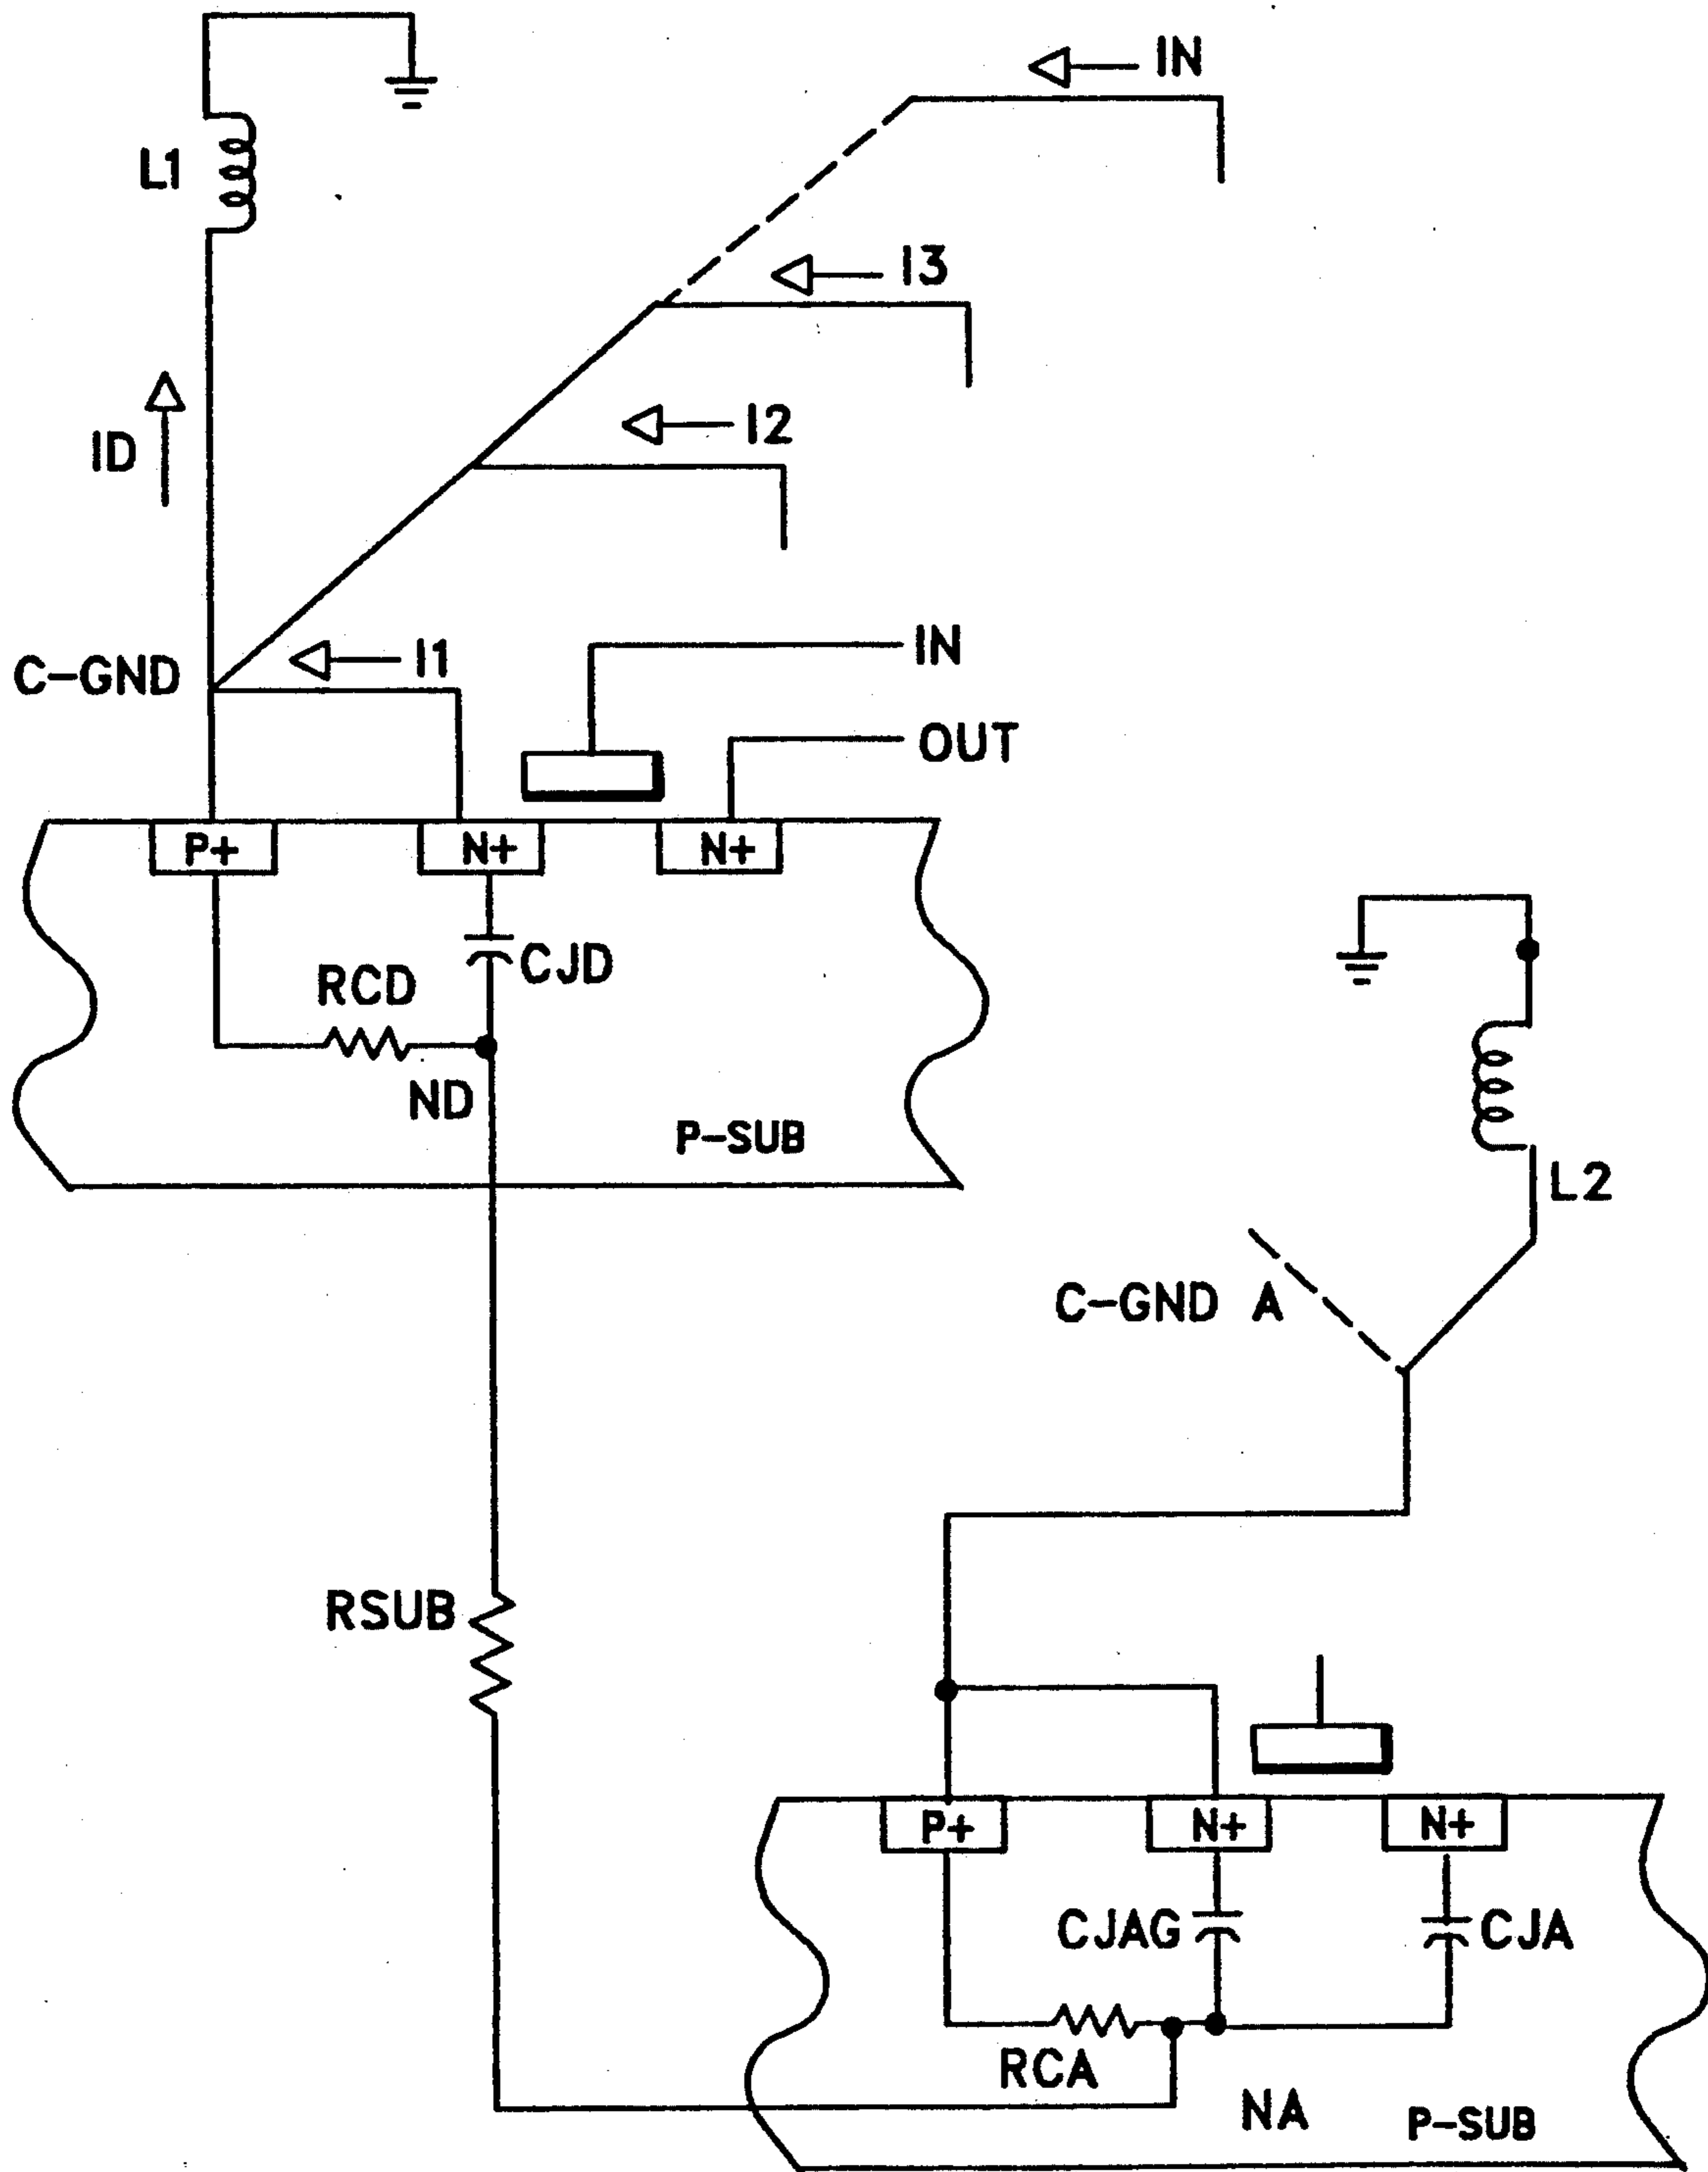 IN
L1
I3
I2
ID
IN
C-GND
I1
OUT
P+
N+
N+
CJD
RCD
ND
P-SUB
L2
C-GND A
RSUB
P+
N+
N+
CJAG
CJA
RCA
NA
P-SUB